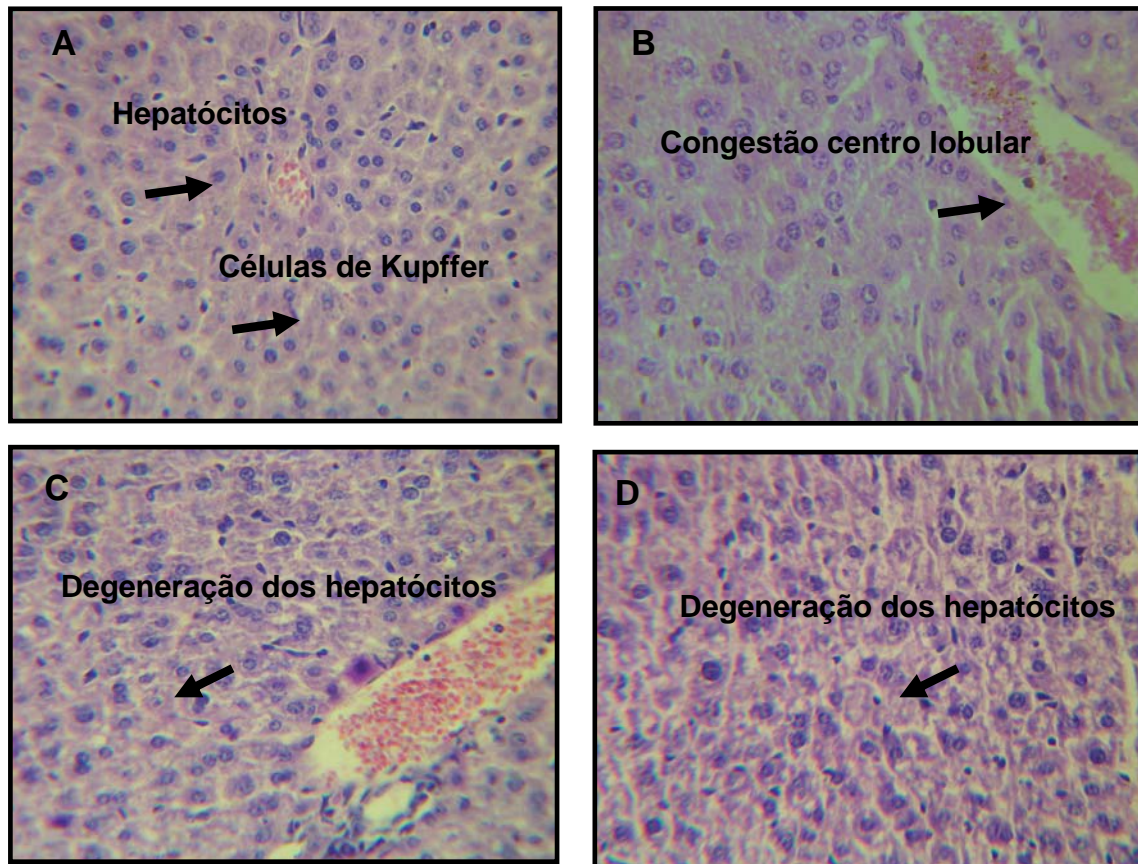 A
Hepatócitos
Células de Kupffer
B
Congestão centro lobular
C
Degeneração dos hepatócitos
D
Degeneração dos hepatócitos